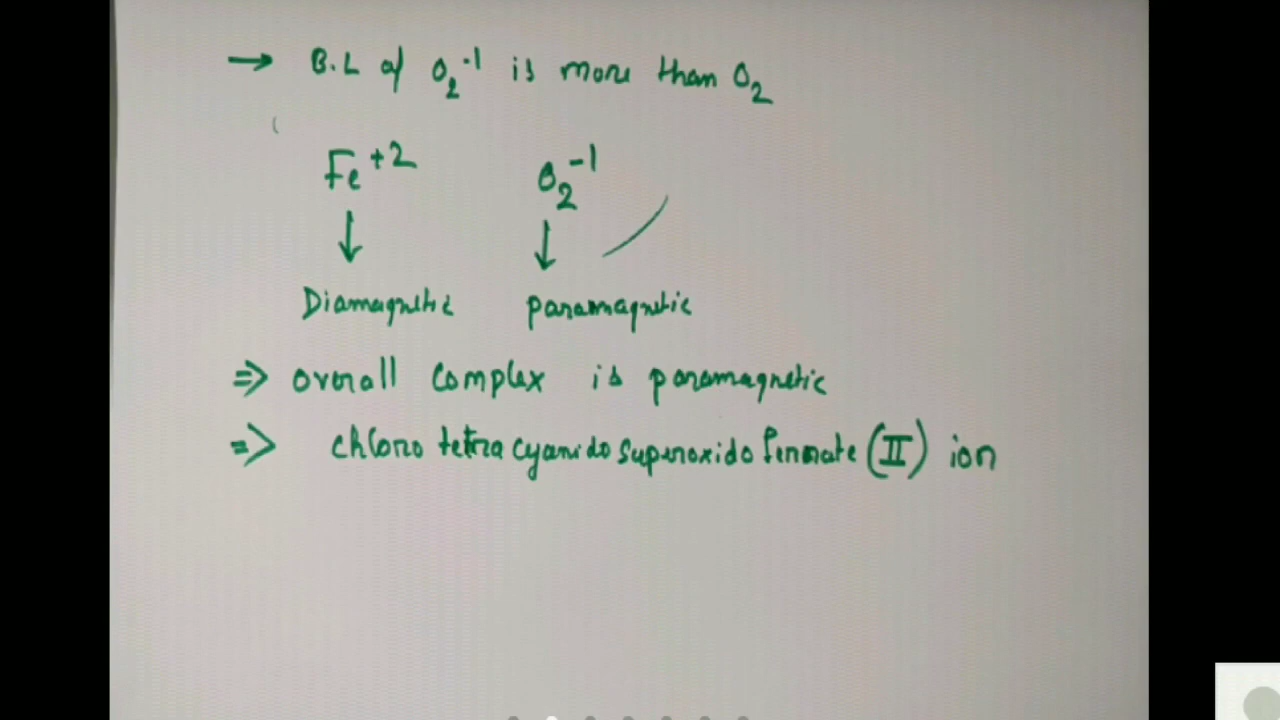 → B.L of O₂⁻¹ is more than O₂
Fe⁺² O₂⁻¹
↓ ↓
Diamagnetic paramagnetic
⇒ overall complex is paramagnetic
⇒ chloro tetra cyanido superoxido ferrate (II) ion